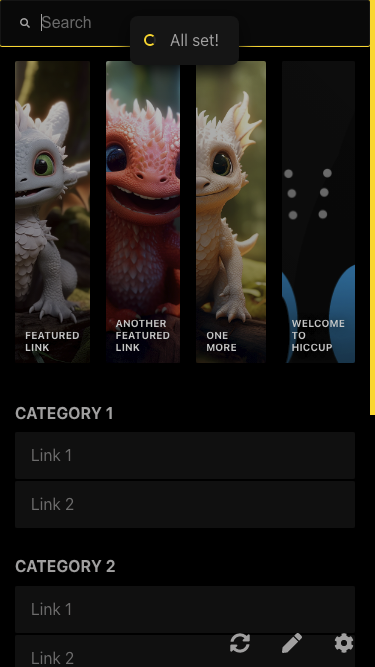 Search
All set!
FEATURED
LINK
ANOTHER
FEATURED
LINK
ONE
MORE
WELCOME
TO
HICCUP
CATEGORY 1
Link 1
Link 2
CATEGORY 2
Link 1
Link 2